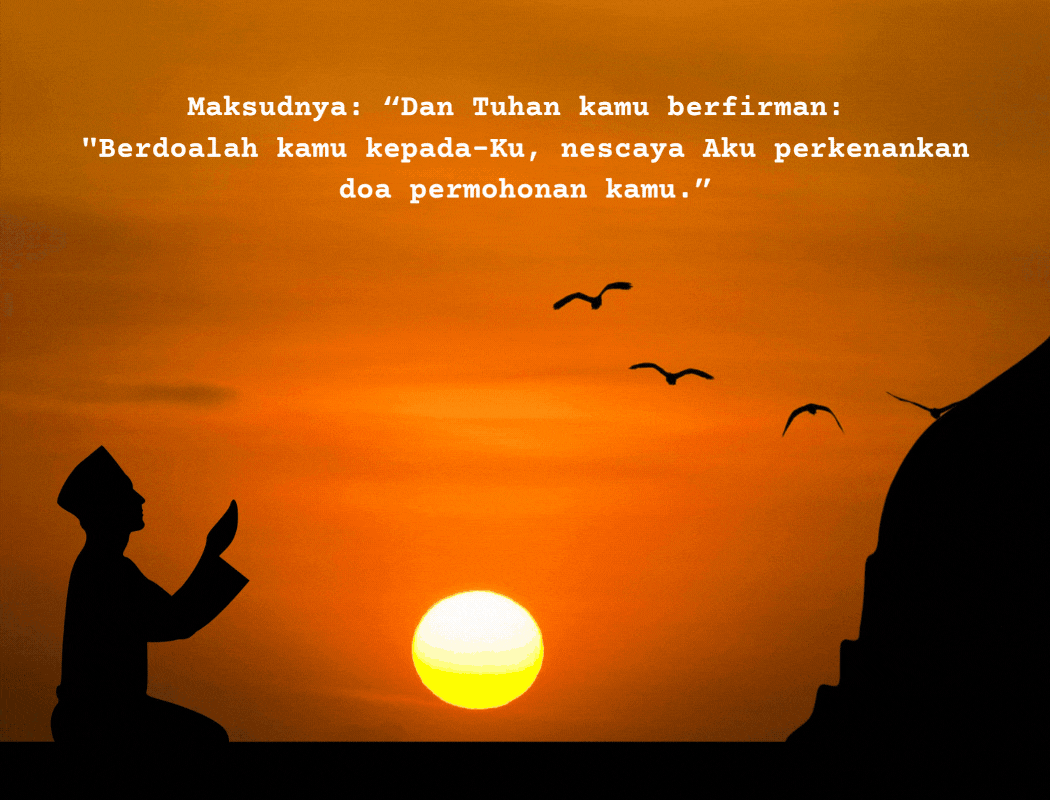 Maksudnya: “Dan Tuhan kamu berfirman:
"Berdoalah kamu kepada-Ku, nescaya Aku perkenankan
doa permohonan kamu.”